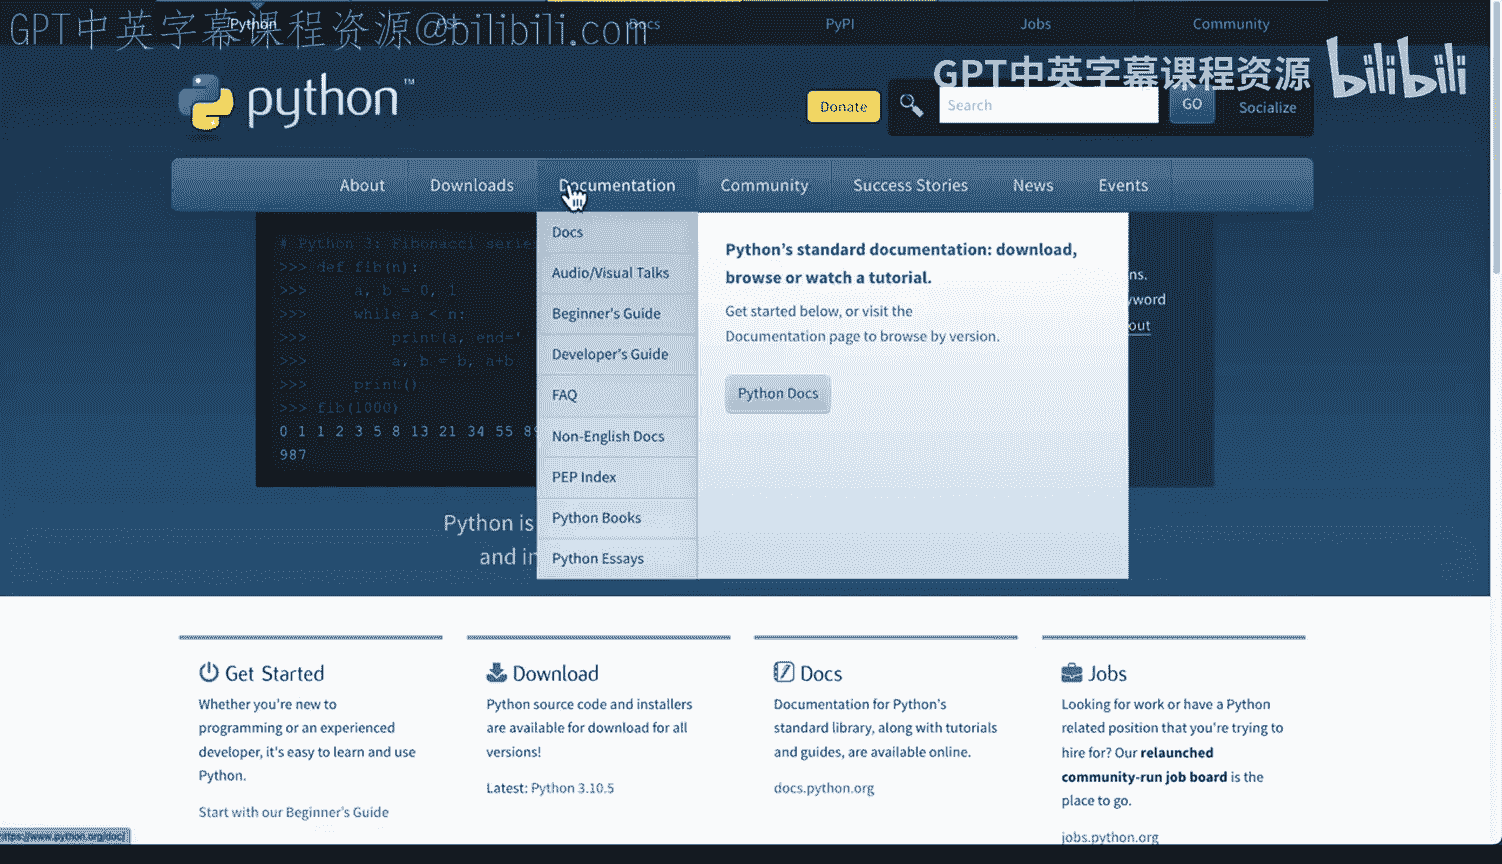 GPT中英字幕课程资源@bilibili.com
Python
Docs
PyPI
Jobs
Community
GPT中英字幕课程资源 bilibili
python™
Donate
Search
GO
Socialize
About
Downloads
Documentation
Community
Success Stories
News
Events
# Python 3: Fibonacci serie
>>> def fib(n):
>>>     a, b = 0, 1
>>>     while a < n:
>>>         print(a, end='
>>>         a, b = b, a+b
>>>     print()
>>> fib(1000)
0 1 1 2 3 5 8 13 21 34 55 89
987
Docs
Audio/Visual Talks
Beginner's Guide
Developer's Guide
FAQ
Non-English Docs
PEP Index
Python Books
Python Essays
Python's standard documentation: download,
browse or watch a tutorial.
Get started below, or visit the
Documentation page to browse by version.
Python Docs
ns.
yword
out
Python is
and in
Get Started
Whether you're new to
programming or an experienced
developer, it's easy to learn and use
Python.
Start with our Beginner's Guide
Download
Python source code and installers
are available for download for all
versions!
Latest: Python 3.10.5
Docs
Documentation for Python's
standard library, along with tutorials
and guides, are available online.
docs.python.org
Jobs
Looking for work or have a Python
related position that you're trying to
hire for? Our relaunched
community-run job board is the
place to go.
jobs.python.org
https://www.python.org/doc/